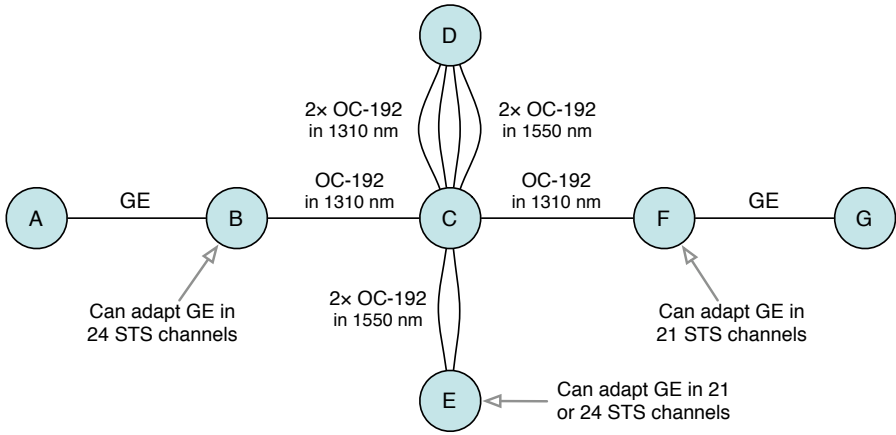 D
2× OC-192
in 1310 nm
2× OC-192
in 1550 nm
A
GE
B
OC-192
in 1310 nm
C
OC-192
in 1310 nm
F
GE
G
Can adapt GE in
24 STS channels
2× OC-192
in 1550 nm
Can adapt GE in
21 STS channels
E
Can adapt GE in 21
or 24 STS channels